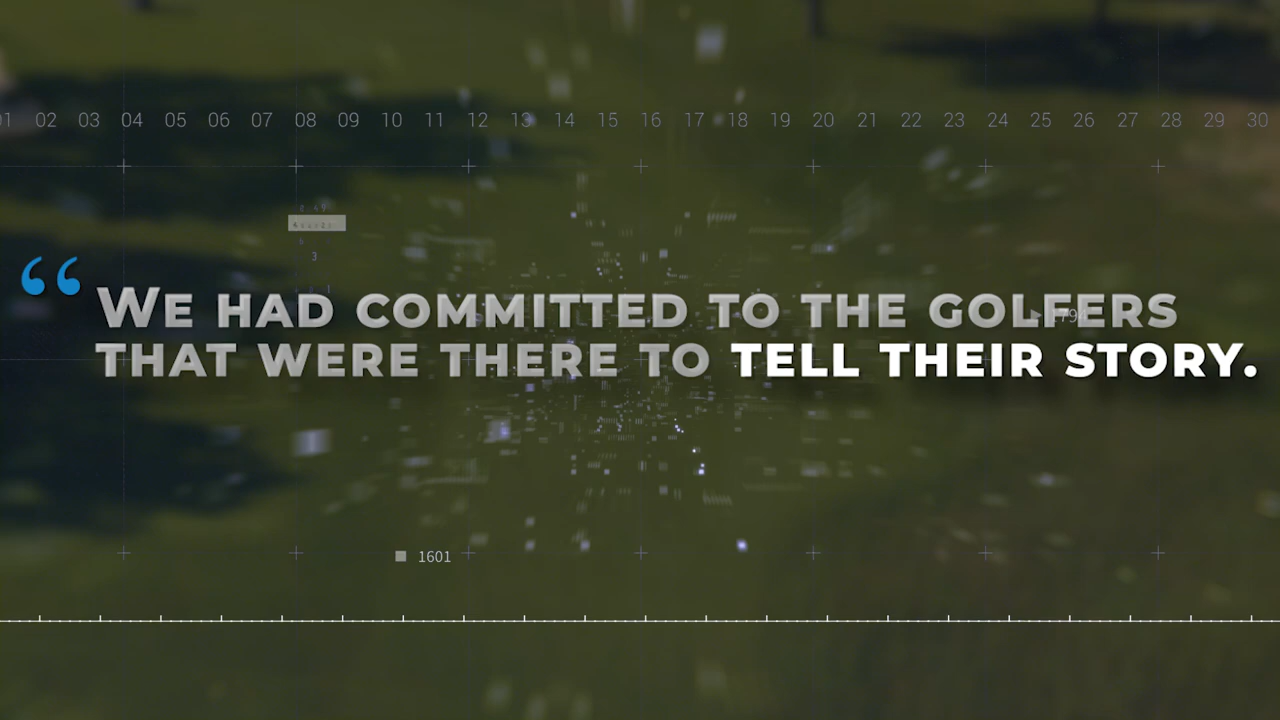 01 02 03 04 05 06 07 08 09 10 11 12 13 14 15 16 17 18 19 20 21 22 23 24 25 26 27 28 29 30
3
“ WE HAD COMMITTED TO THE GOLFERS
THAT WERE THERE TO TELL THEIR STORY.
1601